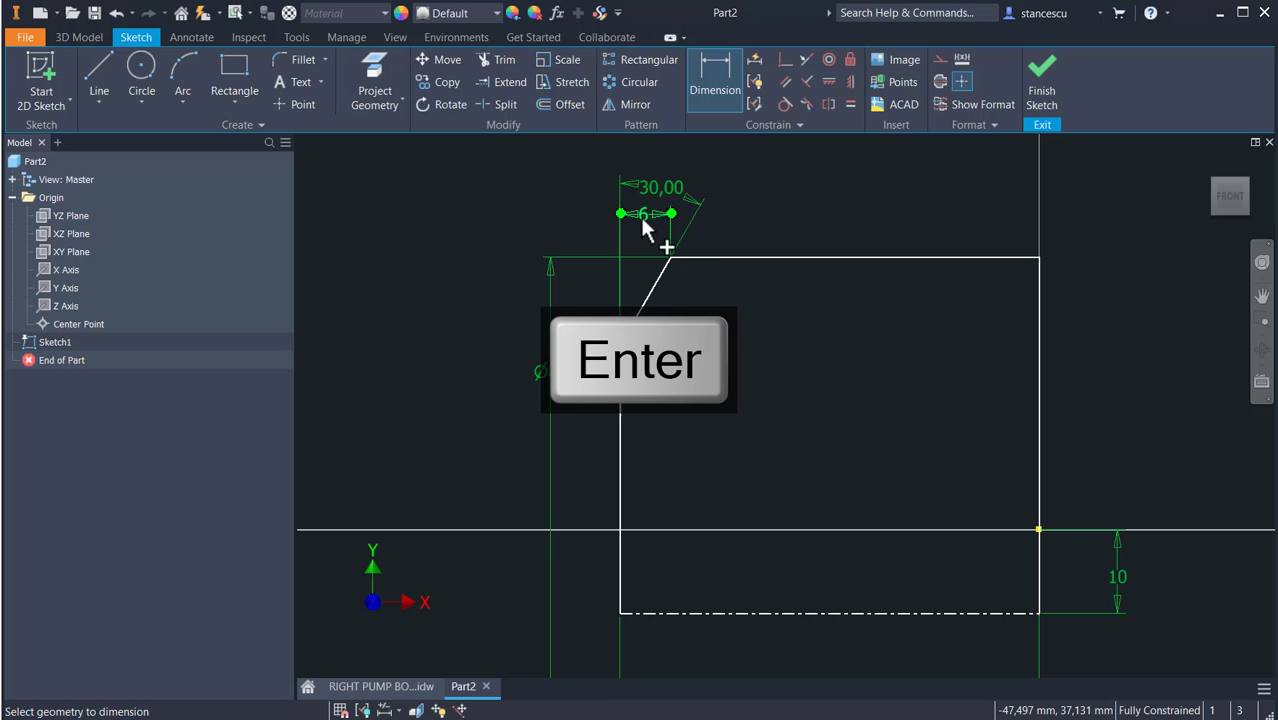 Material
Default
Part2
Search Help & Commands...
stancescu
File
3D Model
Sketch
Annotate
Inspect
Tools
Manage
View
Environments
Get Started
Collaborate
Start
2D Sketch
Line
Circle
Arc
Rectangle
Fillet
Text
Point
Project
Geometry
Move
Copy
Rotate
Trim
Extend
Split
Scale
Stretch
Offset
Rectangular
Circular
Mirror
Dimension
Image
Points
ACAD
Show Format
Finish
Sketch
Sketch
Create
Modify
Pattern
Constrain
Insert
Format
Exit
Model
Part2
View: Master
Origin
YZ Plane
XZ Plane
XY Plane
X Axis
Y Axis
Z Axis
Center Point
Sketch1
End of Part
30,00
6
FRONT
Enter
Ø
10
Y
X
RIGHT PUMP BO...idw
Part2
Select geometry to dimension
-47,497 mm, 37,131 mm
Fully Constrained
1
3